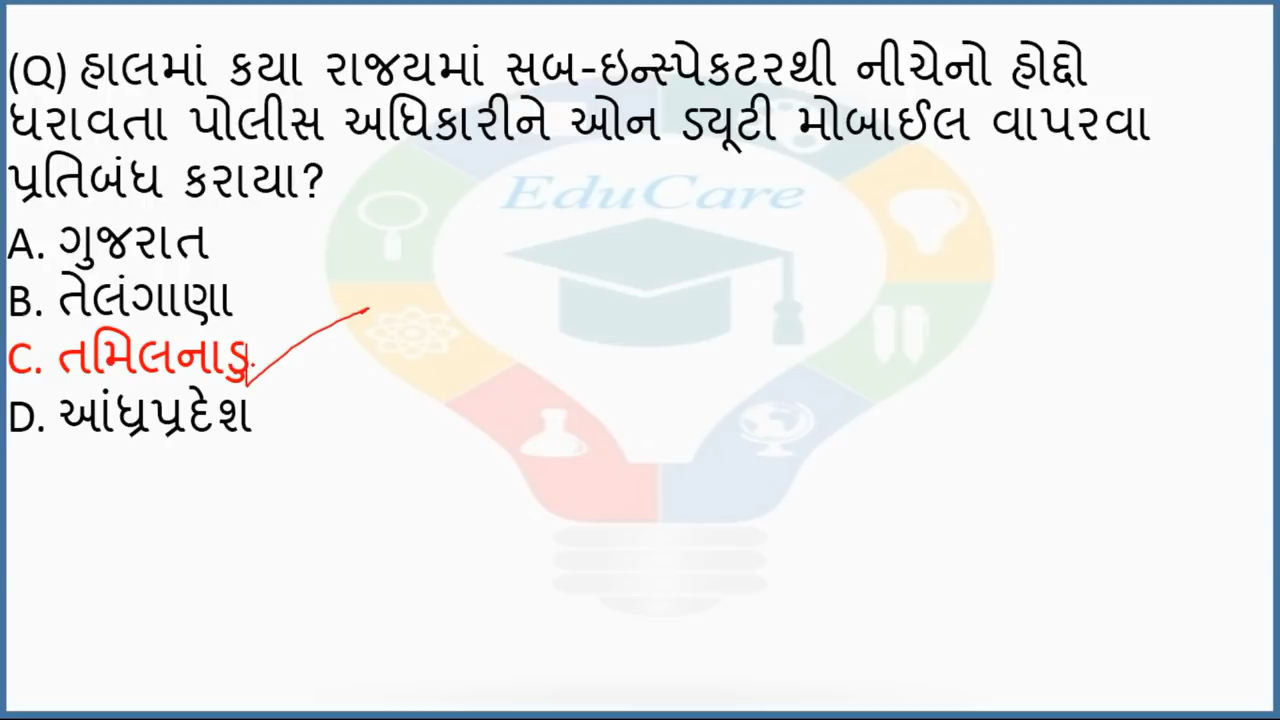 (Q) હાલમાં કયા રાજયમાં સબ-ઇન્સ્પેકટરથી નીચેનો હોદ્દો
ધરાવતા પોલીસ અધિકારીને ઓન ડ્યૂટી મોબાઈલ વાપરવા
પ્રતિબંધ કરાયા?
EduCare
A. ગુજરાત
B. તેલંગાણા
C. તમિલનાડુ
D. આંધ્રપ્રદેશ